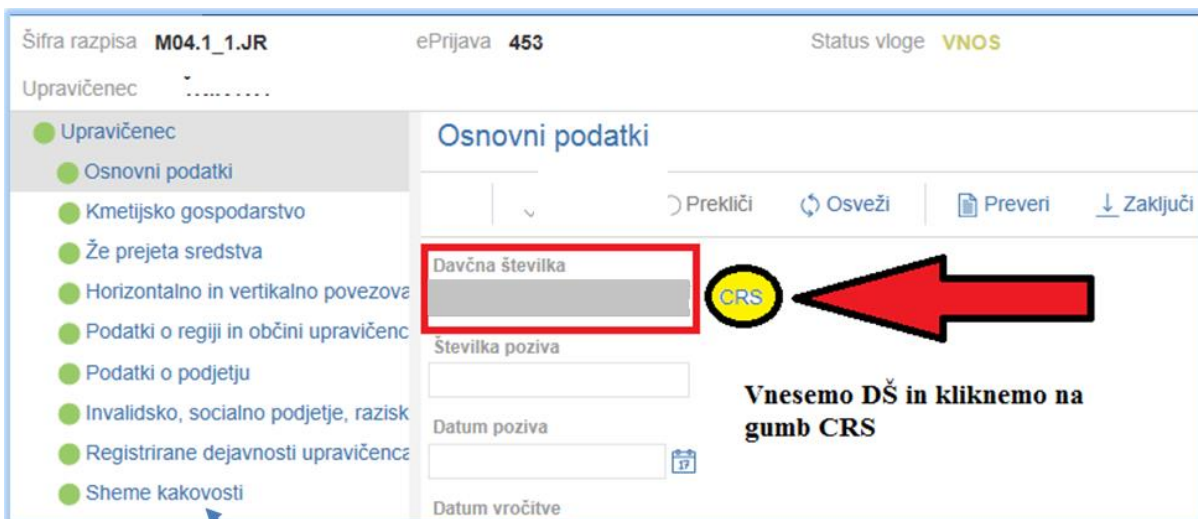 Šifra razpisa M04.1_1.JR ePrijava 453 Status vloge VNOS
Upravičenec
Upravičenec
Osnovni podatki
Kmetijsko gospodarstvo
Že prejeta sredstva
Horizontalno in vertikalno povezova
Podatki o regiji in občini upravičenc
Podatki o podjetju
Invalidsko, socialno podjetje, razisk
Registrirane dejavnosti upravičenca
Sheme kakovosti
Osnovni podatki
Prekliči Osveži Preveri Zaključi
Davčna številka
CRS
Številka poziva
Datum poziva
17
Datum vročitve
Vnesemo DŠ in kliknemo na
gumb CRS